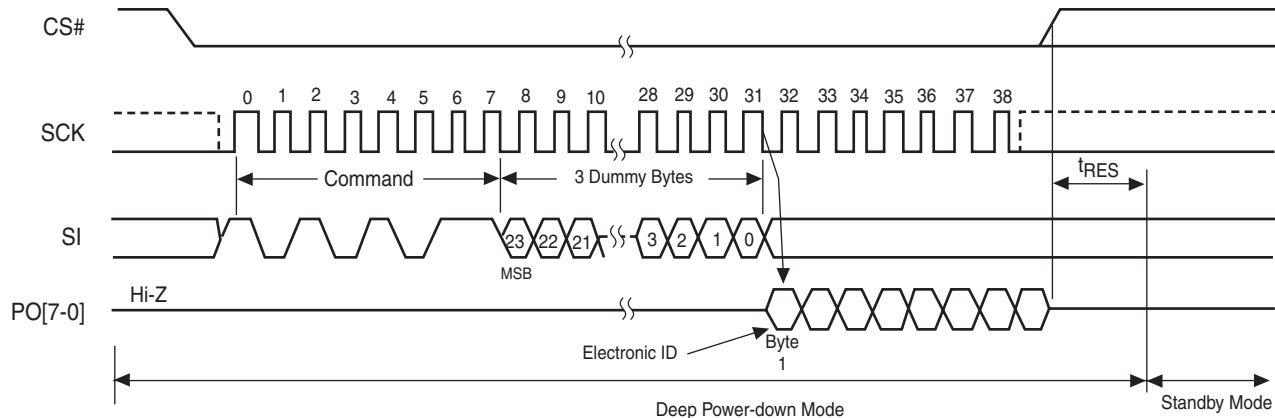 CS#
0 1 2 3 4 5 6 7 8 9 10 28 29 30 31 32 33 34 35 36 37 38
SCK
Command
3 Dummy Bytes
tRES
SI
23 22 21 3 2 1 0
MSB
Hi-Z
PO[7-0]
Electronic ID
Byte
1
Deep Power-down Mode
Standby Mode